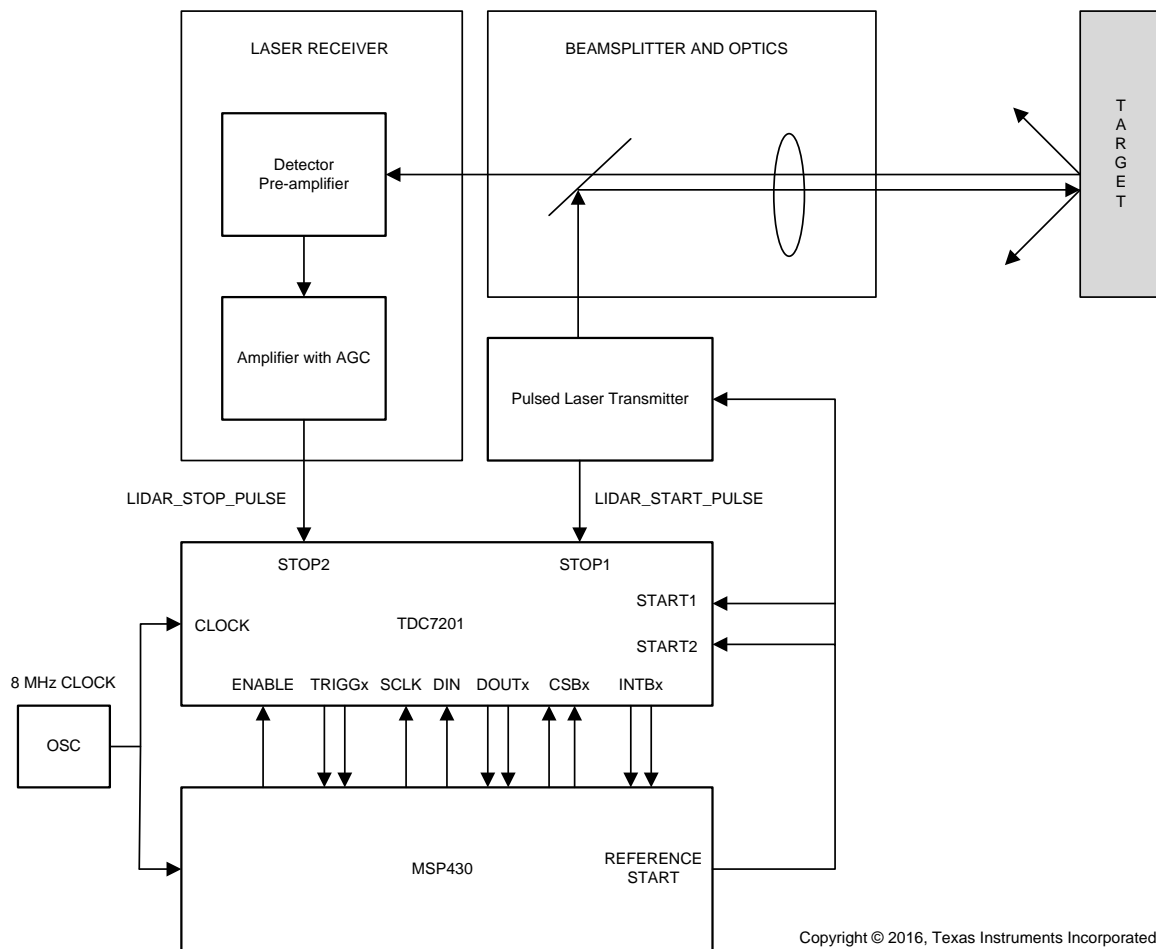 LASER RECEIVER
BEAMSPLITTER AND OPTICS
T
A
R
G
E
T
Detector
Pre-amplifier
Amplifier with AGC
Pulsed Laser Transmitter
LIDAR_STOP_PULSE
LIDAR_START_PULSE
STOP2
STOP1
START1
CLOCK
TDC7201
START2
8 MHz CLOCK
ENABLE TRIGGx SCLK DIN DOUTx CSBx INTBx
OSC
MSP430
REFERENCE
START
Copyright © 2016, Texas Instruments Incorporated